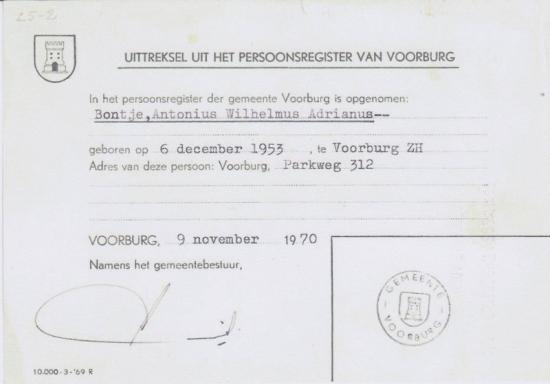 25-2
UITTREKSEL UIT HET PERSOONSREGISTER VAN VOORBURG
In het persoonsregister der gemeente Voorburg is opgenomen:
Bontje,Antonius Wilhelmus Adrianus--
geboren op 6 december 1953 , te Voorburg ZH
Adres van deze persoon: Voorburg, Parkweg 312
VOORBURG, 9 november 1970
Namens het gemeentebestuur,
GEMEENTE
VOORBURG
10.000-3-'69 R